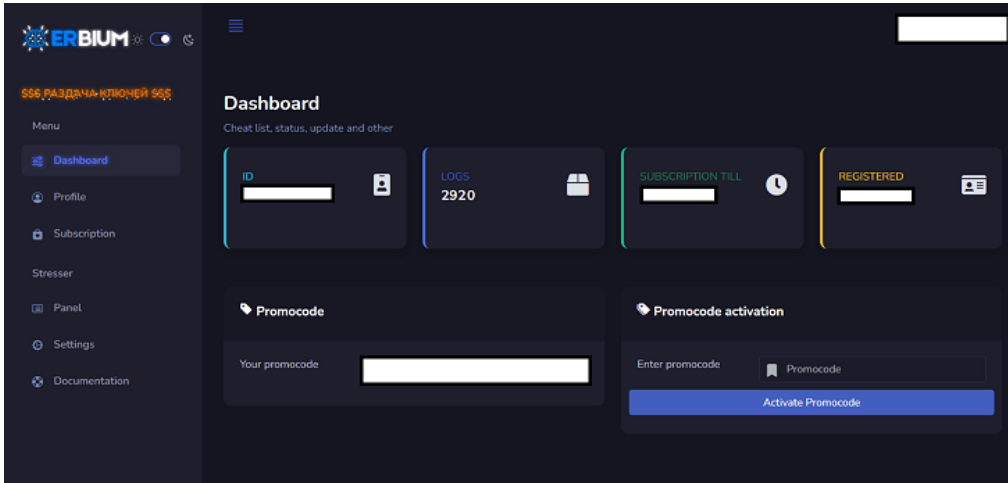 ERBIUM
$$$ РАЗДАЧА КЛЮЧЕЙ $$$
Menu
Dashboard
Profile
Subscription
Stresser
Panel
Settings
Documentation
Dashboard
Cheat list, status, update and other
ID
LOGS
2920
SUBSCRIPTION TILL
REGISTERED
Promocode
Your promocode
Promocode activation
Enter promocode
Promocode
Activate Promocode